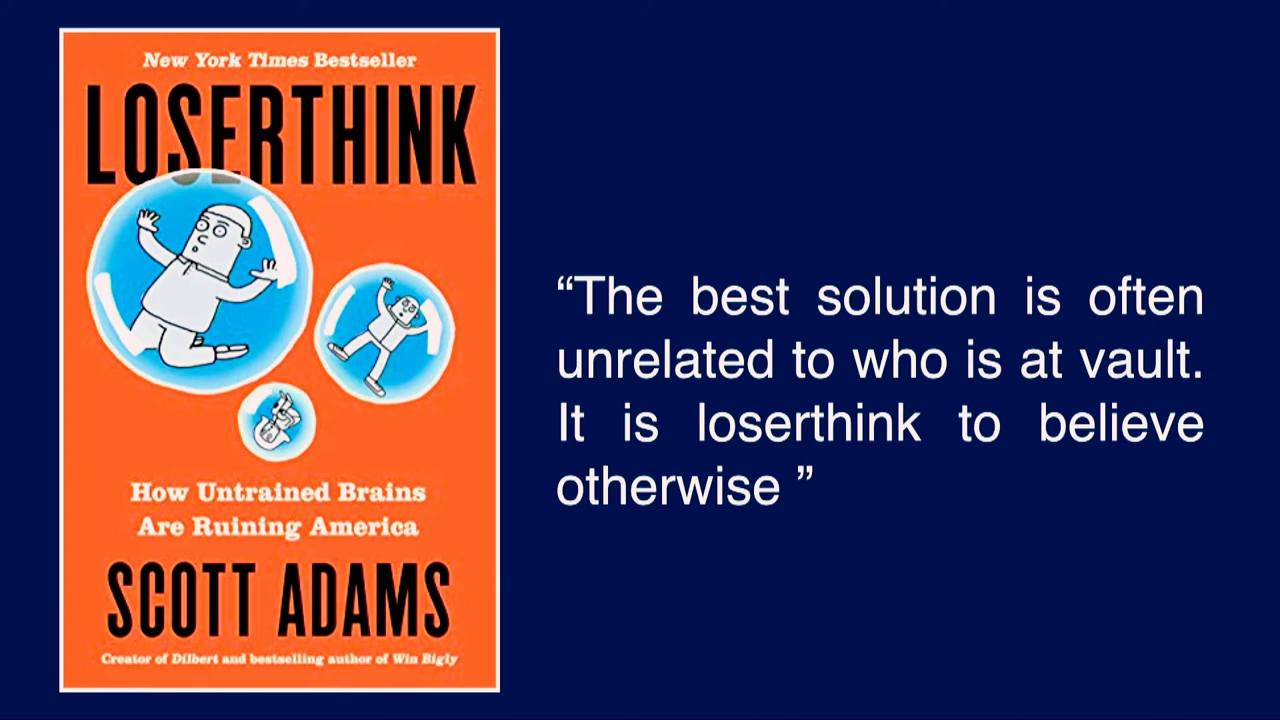 New York Times Bestseller
LOSERTHINK
How Untrained Brains
Are Ruining America
SCOTT ADAMS
Creator of Dilbert and bestselling author of Win Bigly
“The best solution is often
unrelated to who is at vault.
It is loserthink to believe
otherwise ”